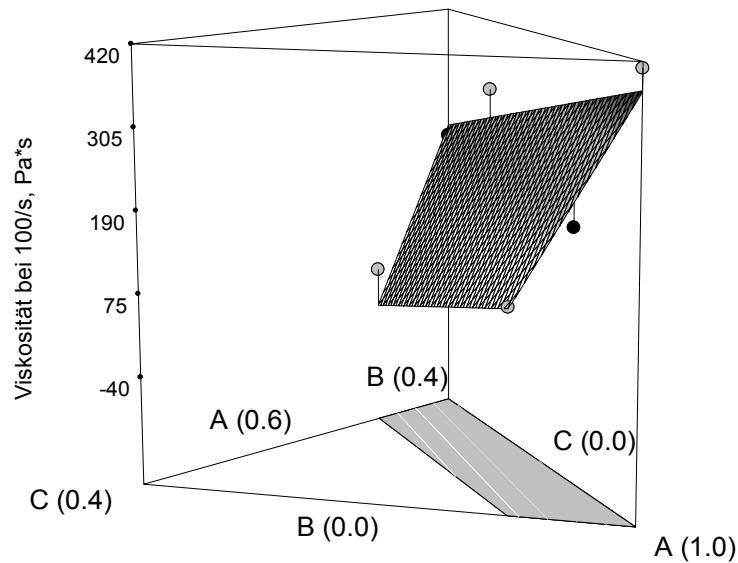 420
305
190
75
-40
Viskosität bei 100/s, Pa*s
B (0.4)
A (0.6)
C (0.0)
C (0.4)
B (0.0)
A (1.0)